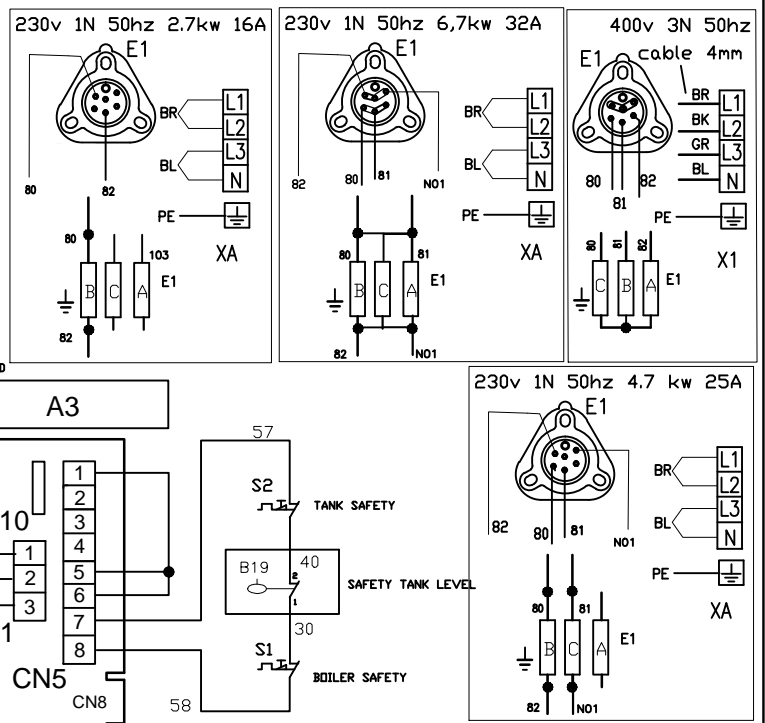 230v 1N 50hz 2.7kw 16A
E1
BR
L1
L2
BL
L3
N
80
82
PE
XA
80
103
B
C
A
E1
82
230v 1N 50hz 6,7kw 32A
E1
BR
L1
L2
BL
L3
N
82
80
81
N01
PE
XA
80
81
B
C
A
E1
82
N01
400v 3N 50hz
cable 4mm
E1
BR
L1
BK
L2
GR
L3
BL
N
80
81
82
PE
X1
80
81
82
C
B
A
E1
D
A3
10
1
2
3
1
1
2
3
4
5
6
7
8
CN5
CN8
57
S2
TANK SAFETY
B19
40
2
1
SAFETY TANK LEVEL
30
S1
BOILER SAFETY
58
230v 1N 50hz 4.7 kw 25A
E1
BR
L1
L2
BL
L3
N
82
80
81
N01
PE
XA
80
81
B
C
A
E1
82
N01